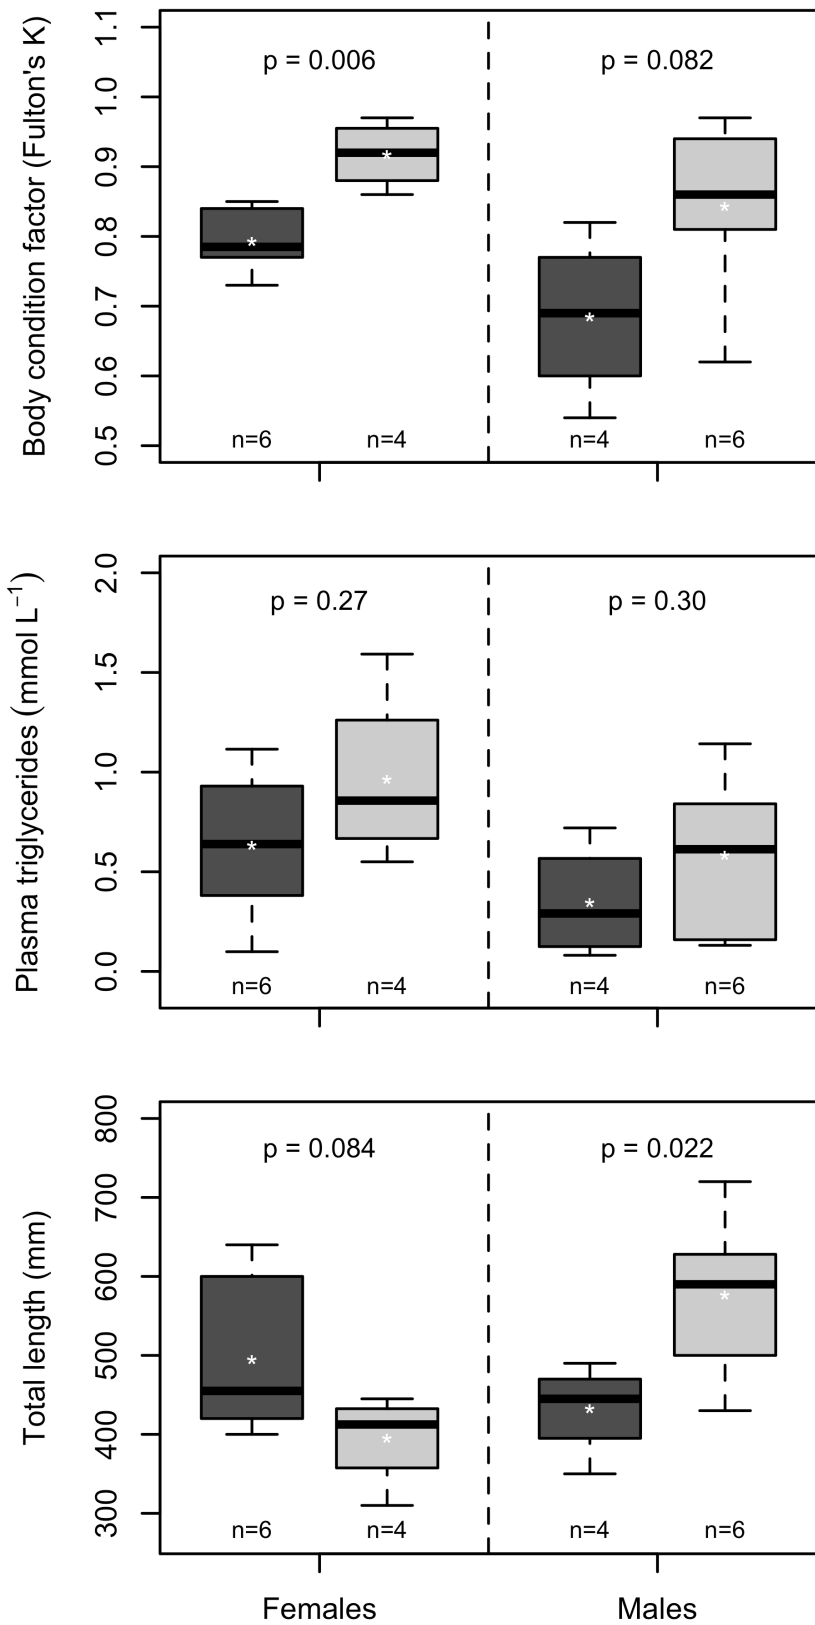 Body condition factor (Fulton's K)
1.1
1.0
0.9
0.8
0.7
0.6
0.5
p = 0.006
p = 0.082
*
*
*
*
n=6
n=4
n=4
n=6
Plasma triglycerides (mmol L⁻¹)
2.0
1.5
1.0
0.5
0.0
p = 0.27
p = 0.30
*
*
*
*
n=6
n=4
n=4
n=6
Total length (mm)
800
700
600
500
400
300
p = 0.084
p = 0.022
*
*
*
*
n=6
n=4
n=4
n=6
Females
Males